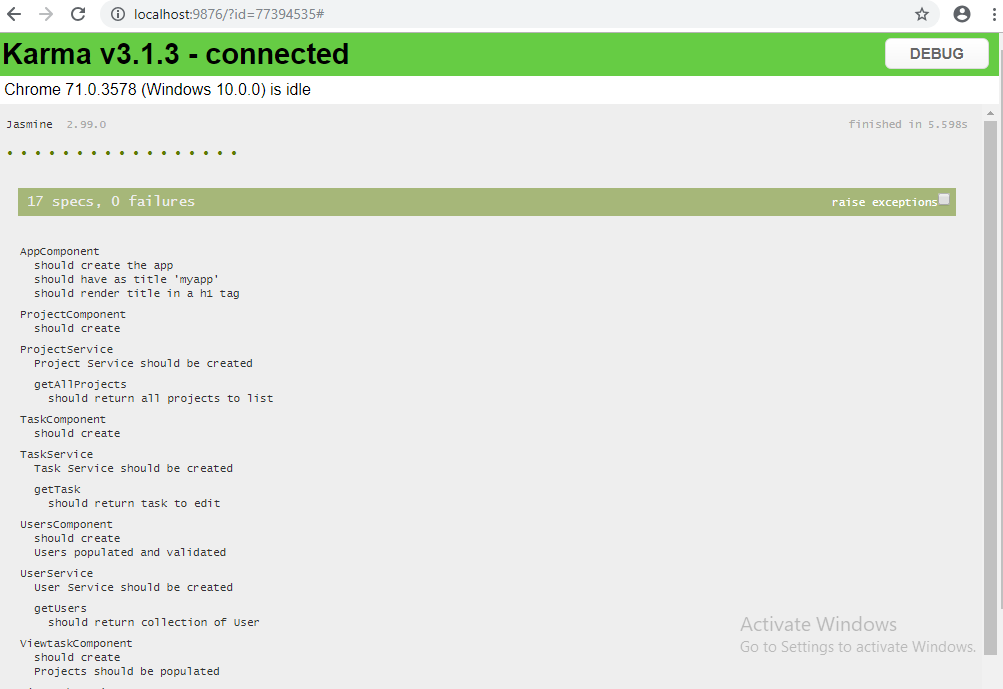 localhost:9876/?id=77394535#
Karma v3.1.3 - connected
DEBUG
Chrome 71.0.3578 (Windows 10.0.0) is idle
Jasmine 2.99.0
finished in 5.598s
17 specs, 0 failures
raise exceptions
AppComponent
should create the app
should have as title 'myapp'
should render title in a h1 tag
ProjectComponent
should create
ProjectService
Project Service should be created
getAllProjects
should return all projects to list
TaskComponent
should create
TaskService
Task Service should be created
getTask
should return task to edit
UsersComponent
should create
Users populated and validated
UserService
User Service should be created
getUsers
should return collection of User
ViewtaskComponent
should create
Projects should be populated
Activate Windows
Go to Settings to activate Windows.